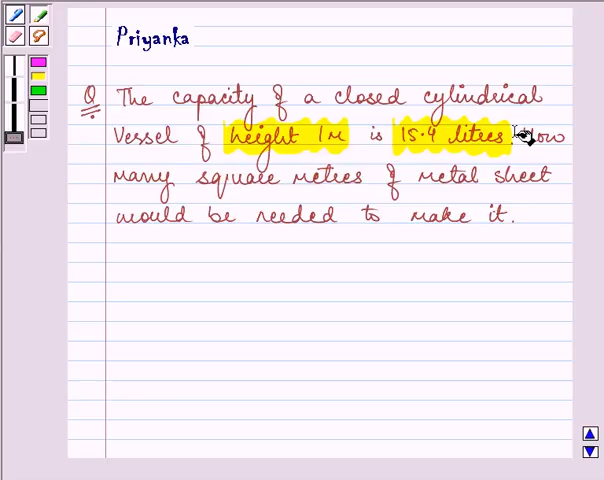 Priyanka
Q The capacity of a closed cylindrical
vessel of height 1m is 15.4 litres. How
many square metres of metal sheet
would be needed to make it.